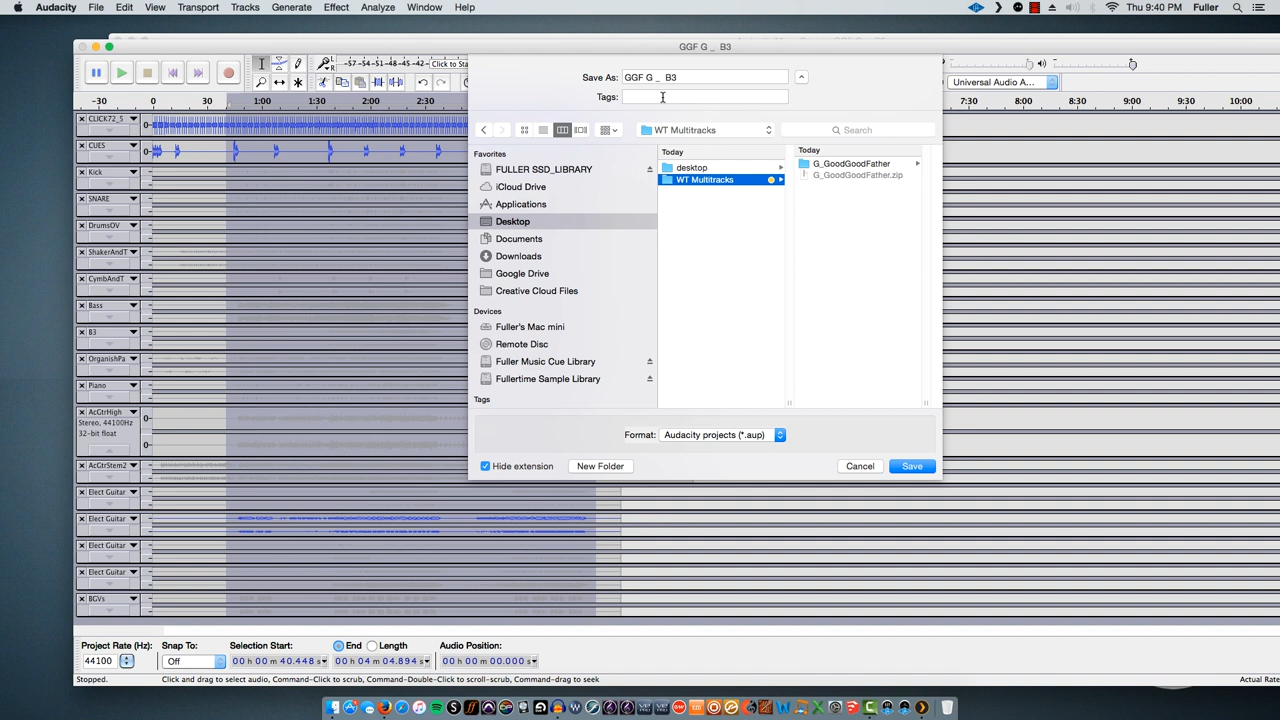 Audacity File Edit View Transport Tracks Generate Effect Analyze Window Help Thu 9:40 PM Fuller
GGF G _ B3
-57 -54 -51 -48 -45 -42 Click to Sta
Universal Audio A...
-30 0 30 1:00 1:30 2:00 2:30 7:30 8:00 8:30 9:00 9:30 10:00
Save As: GGF G _ B3
Tags:
WT Multitracks
Search
Favorites
FULLER SSD_LIBRARY
iCloud Drive
Applications
Desktop
Documents
Downloads
Google Drive
Creative Cloud Files
Devices
Fuller's Mac mini
Remote Disc
Fuller Music Cue Library
Fullertime Sample Library
Tags
Today
desktop
WT Multitracks
Today
G_GoodGoodFather
G_GoodGoodFather.zip
Format: Audacity projects (*.aup)
Hide extension
New Folder
Cancel
Save
CLICK72_5
CUES
Kick
SNARE
DrumsOV
ShakerAndT
CymbAndT
Bass
B3
OrganishPa
Piano
AcGtrHigh
Stereo, 44100Hz
32-bit float
AcGtrStem2
Elect Guitar
Elect Guitar
Elect Guitar
Elect Guitar
BGVs
Project Rate (Hz): Snap To: Selection Start: End Length Audio Position:
44100 Off 00 h 00 m 40.448 s 00 h 04 m 04.894 s 00 h 00 m 00.000 s
Stopped. Click and drag to select audio, Command-Click to scrub, Command-Double-Click to scroll-scrub, Command-drag to seek Actual Rate